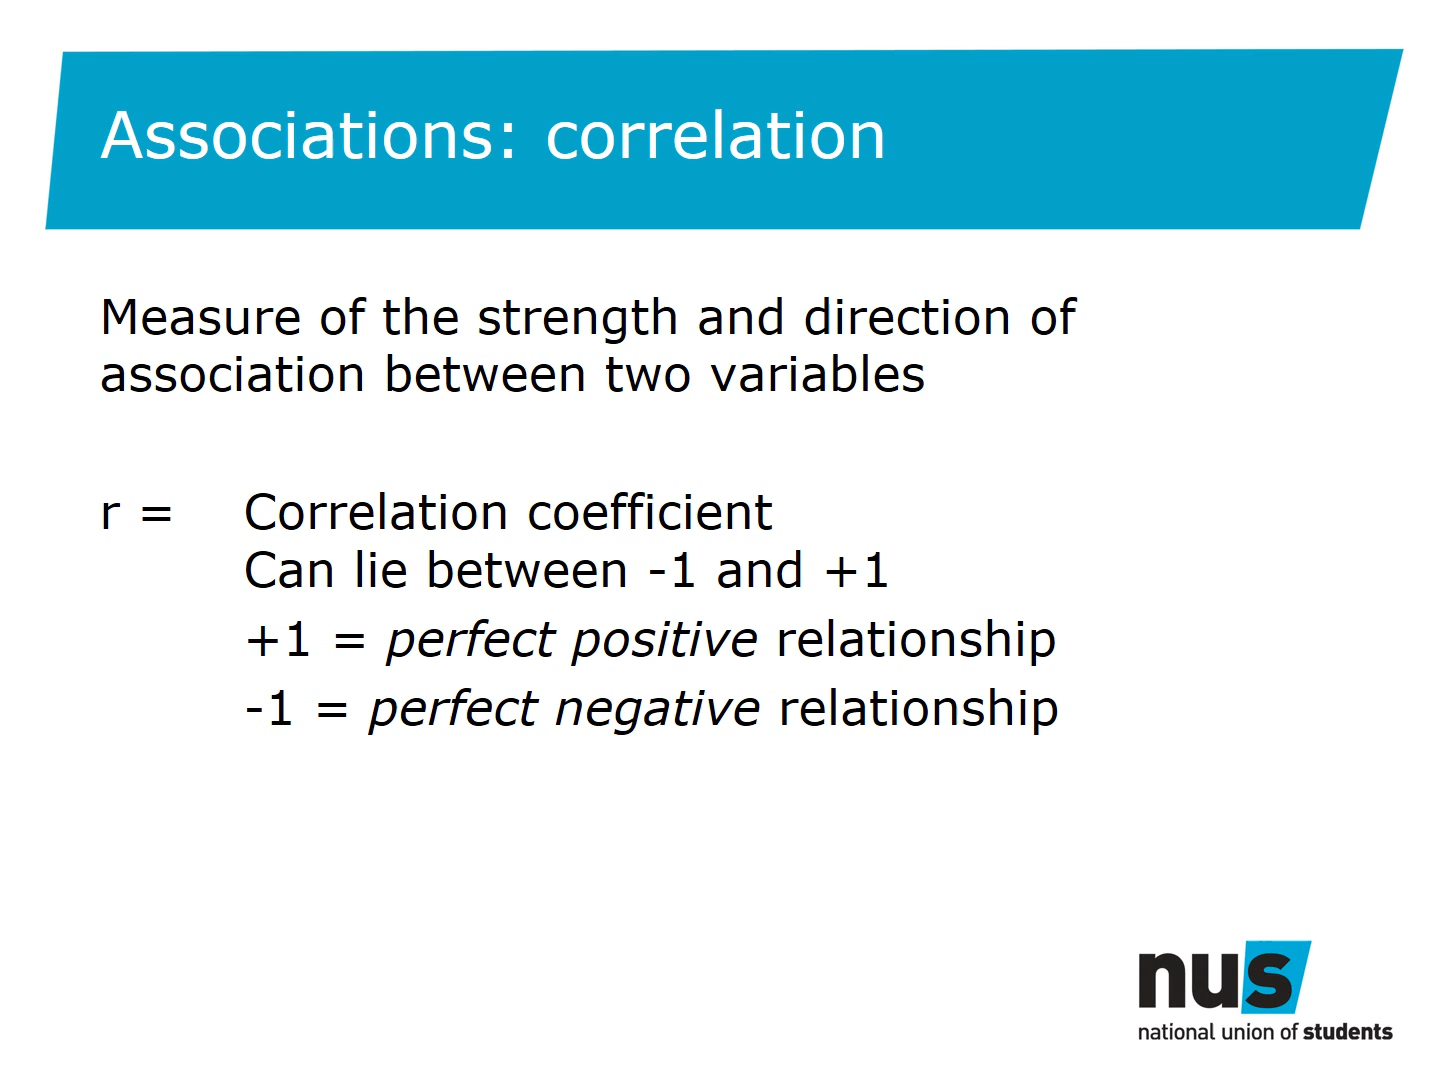 Associations: correlation
Measure of the strength and direction of
association between two variables
r = Correlation coefficient
Can lie between -1 and +1
+1 = perfect positive relationship
-1 = perfect negative relationship
nus
national union of students